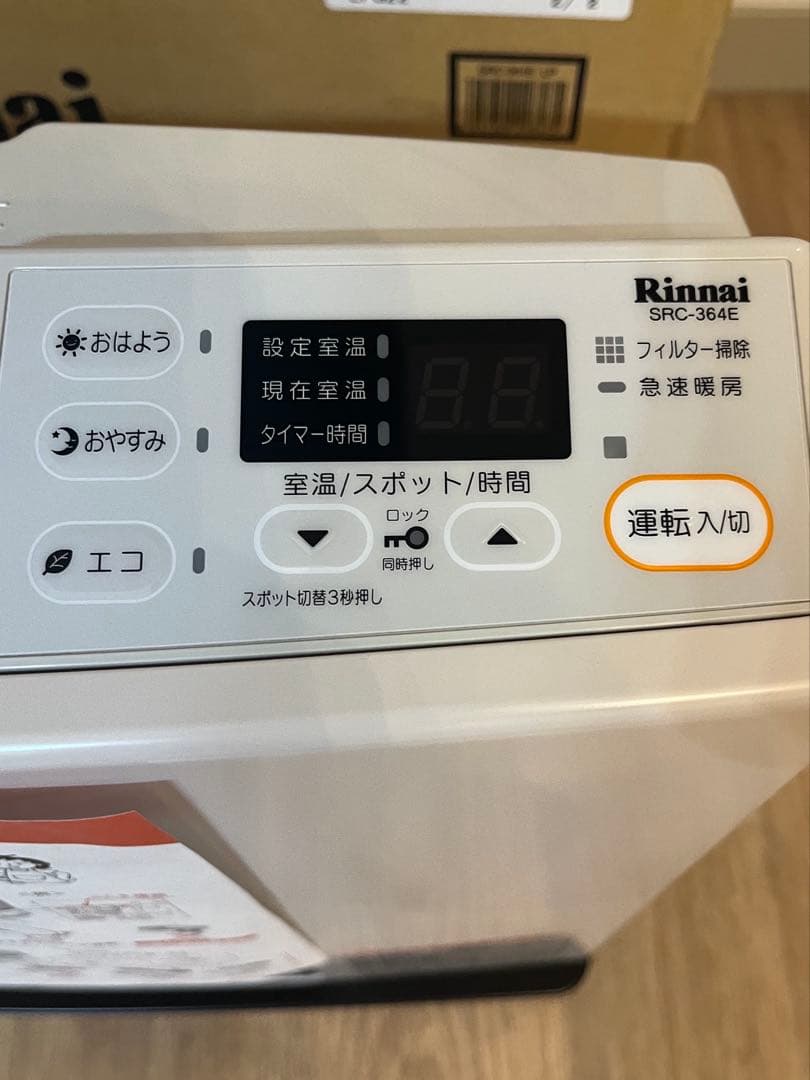 Rinnai
SRC-364E
おはよう
おやすみ
エコ
設定室温
現在室温
タイマー時間
88
フィルター掃除
急速暖房
室温/スポット/時間
ロック
同時押し
スポット切替3秒押し
運転 入/切